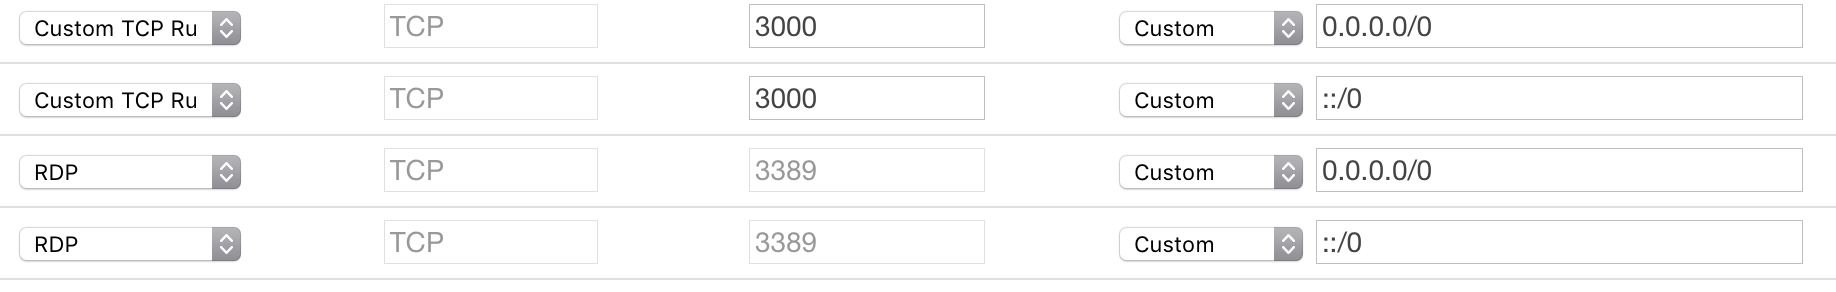 Custom TCP Ru TCP 3000 Custom 0.0.0.0/0
Custom TCP Ru TCP 3000 Custom ::/0
RDP TCP 3389 Custom 0.0.0.0/0
RDP TCP 3389 Custom ::/0